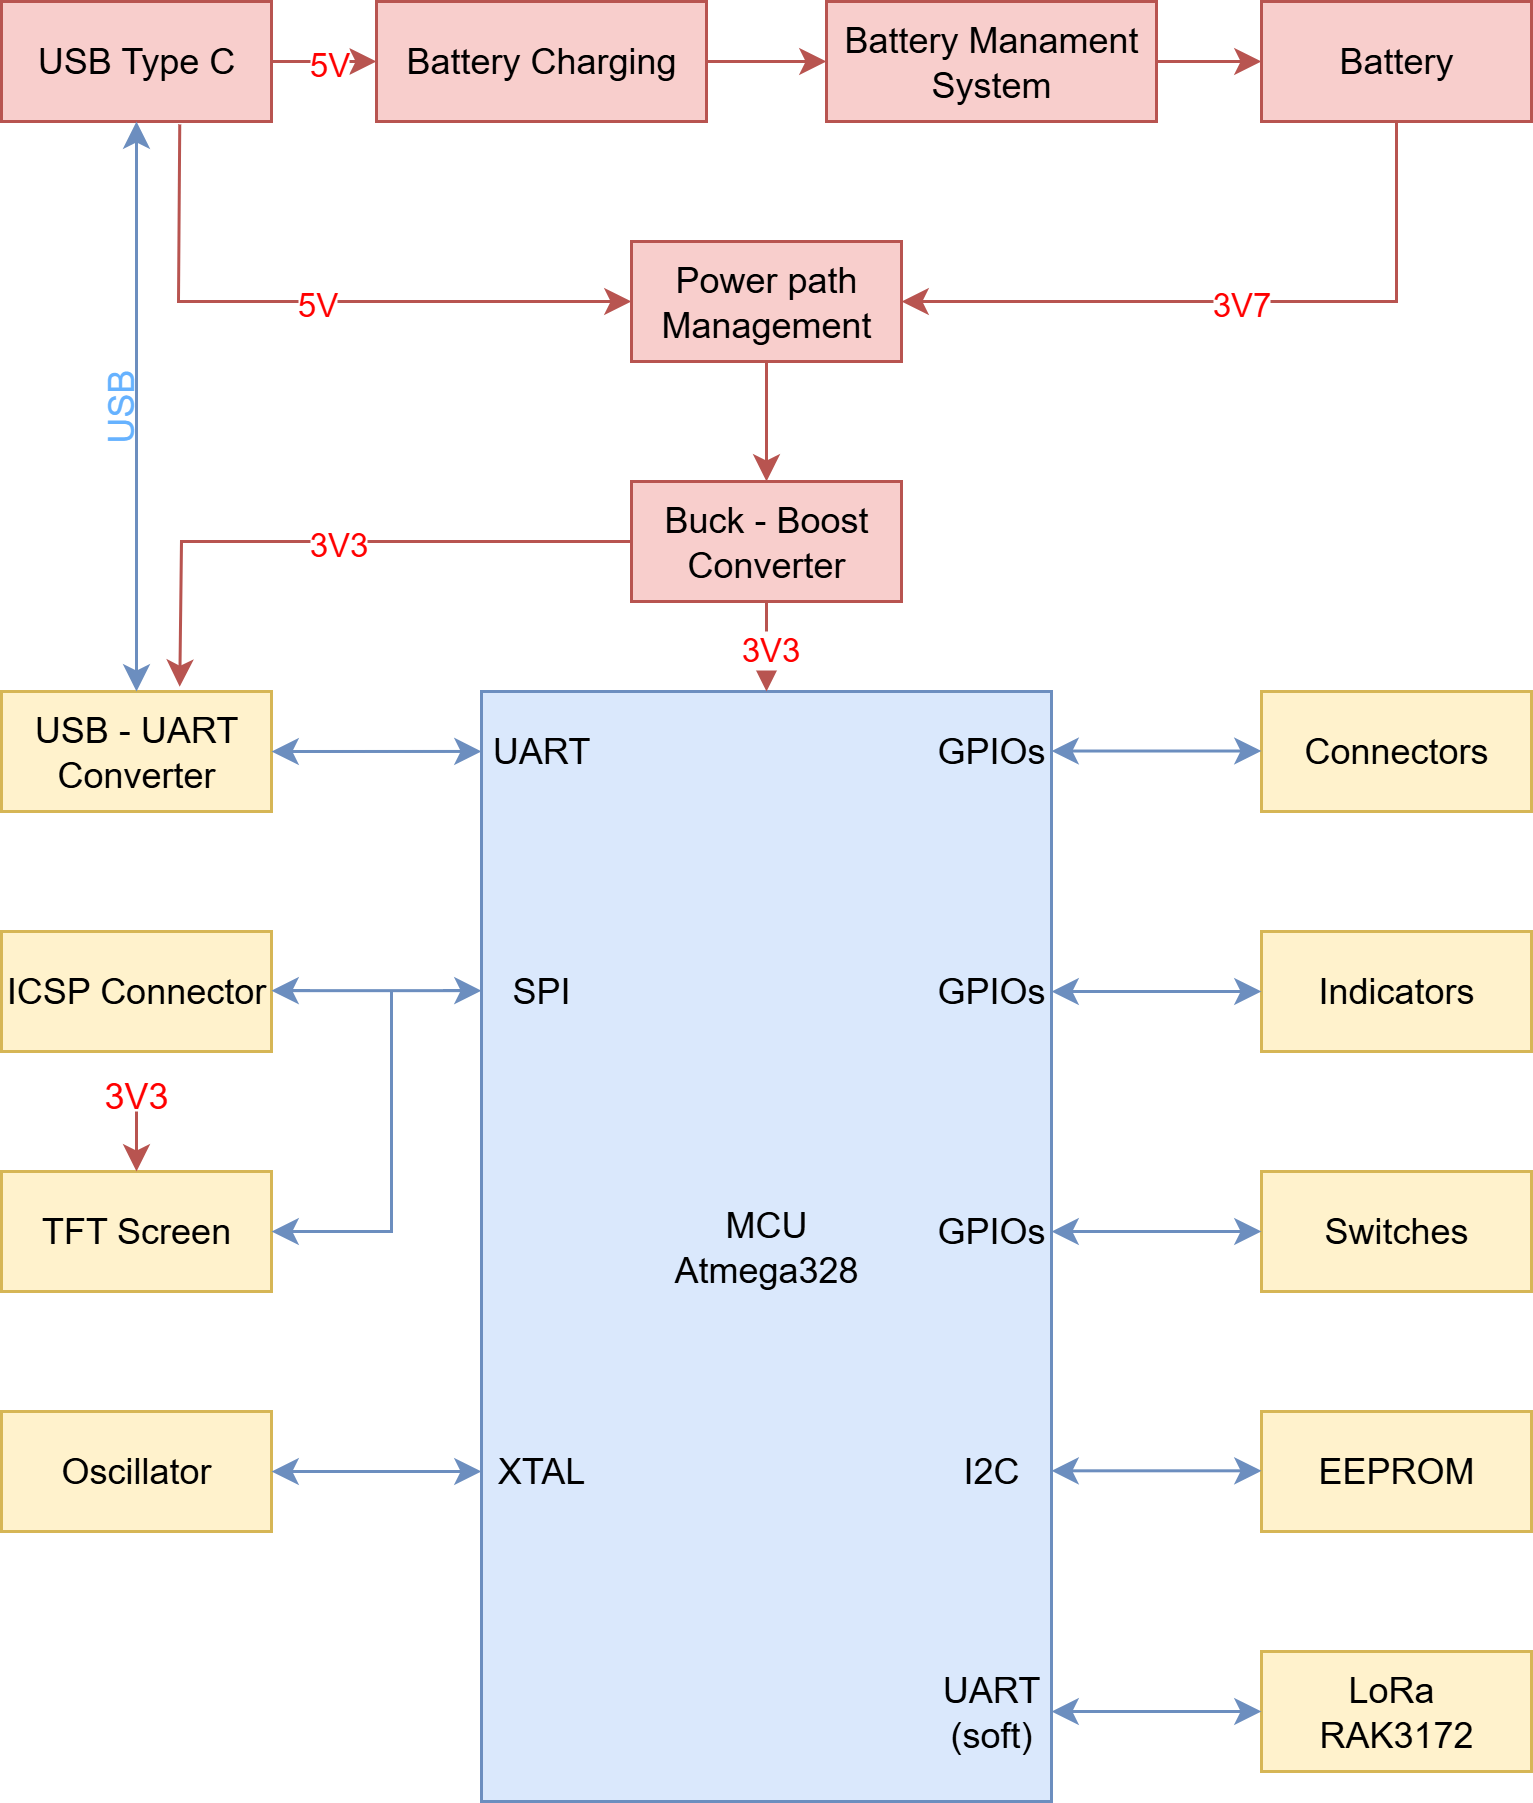 USB Type C
5V
Battery Charging
Battery Manament
System
Battery
Power path
Management
5V
3V7
USB
Buck - Boost
Converter
3V3
3V3
USB - UART
Converter
UART
GPIOs
Connectors
ICSP Connector
SPI
GPIOs
Indicators
3V3
TFT Screen
MCU
Atmega328
GPIOs
Switches
Oscillator
XTAL
I2C
EEPROM
UART
(soft)
LoRa
RAK3172